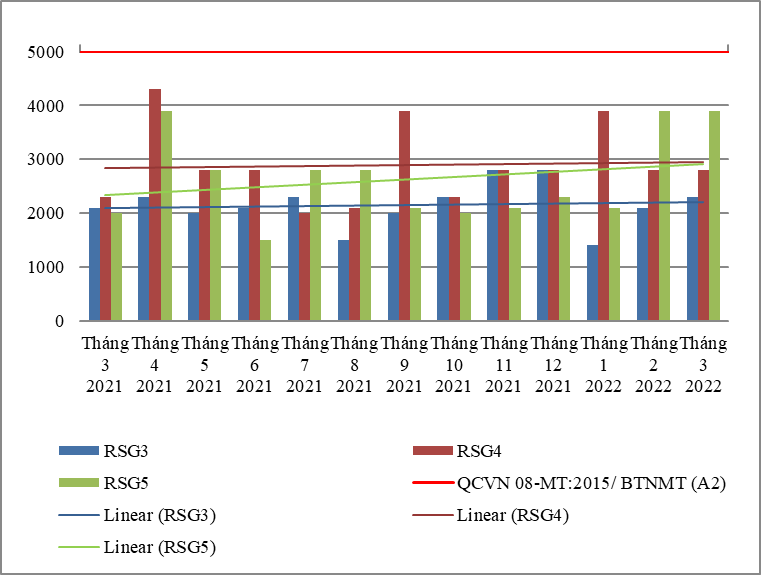 5000
4000
3000
2000
1000
0
Tháng 3 2021
Tháng 4 2021
Tháng 5 2021
Tháng 6 2021
Tháng 7 2021
Tháng 8 2021
Tháng 9 2021
Tháng 10 2021
Tháng 11 2021
Tháng 12 2021
Tháng 1 2022
Tháng 2 2022
Tháng 3 2022
RSG3
RSG4
RSG5
QCVN 08-MT:2015/ BTNMT (A2)
Linear (RSG3)
Linear (RSG4)
Linear (RSG5)